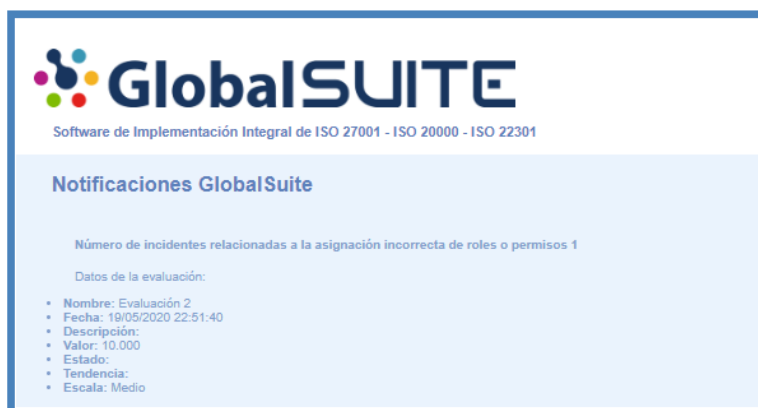 GlobalSUITE
Software de Implementación Integral de ISO 27001 - ISO 20000 - ISO 22301
Notificaciones GlobalSuite
Número de incidentes relacionadas a la asignación incorrecta de roles o permisos 1
Datos de la evaluación:
• Nombre: Evaluación 2
• Fecha: 19/05/2020 22:51:40
• Descripción:
• Valor: 10.000
• Estado:
• Tendencia:
• Escala: Medio